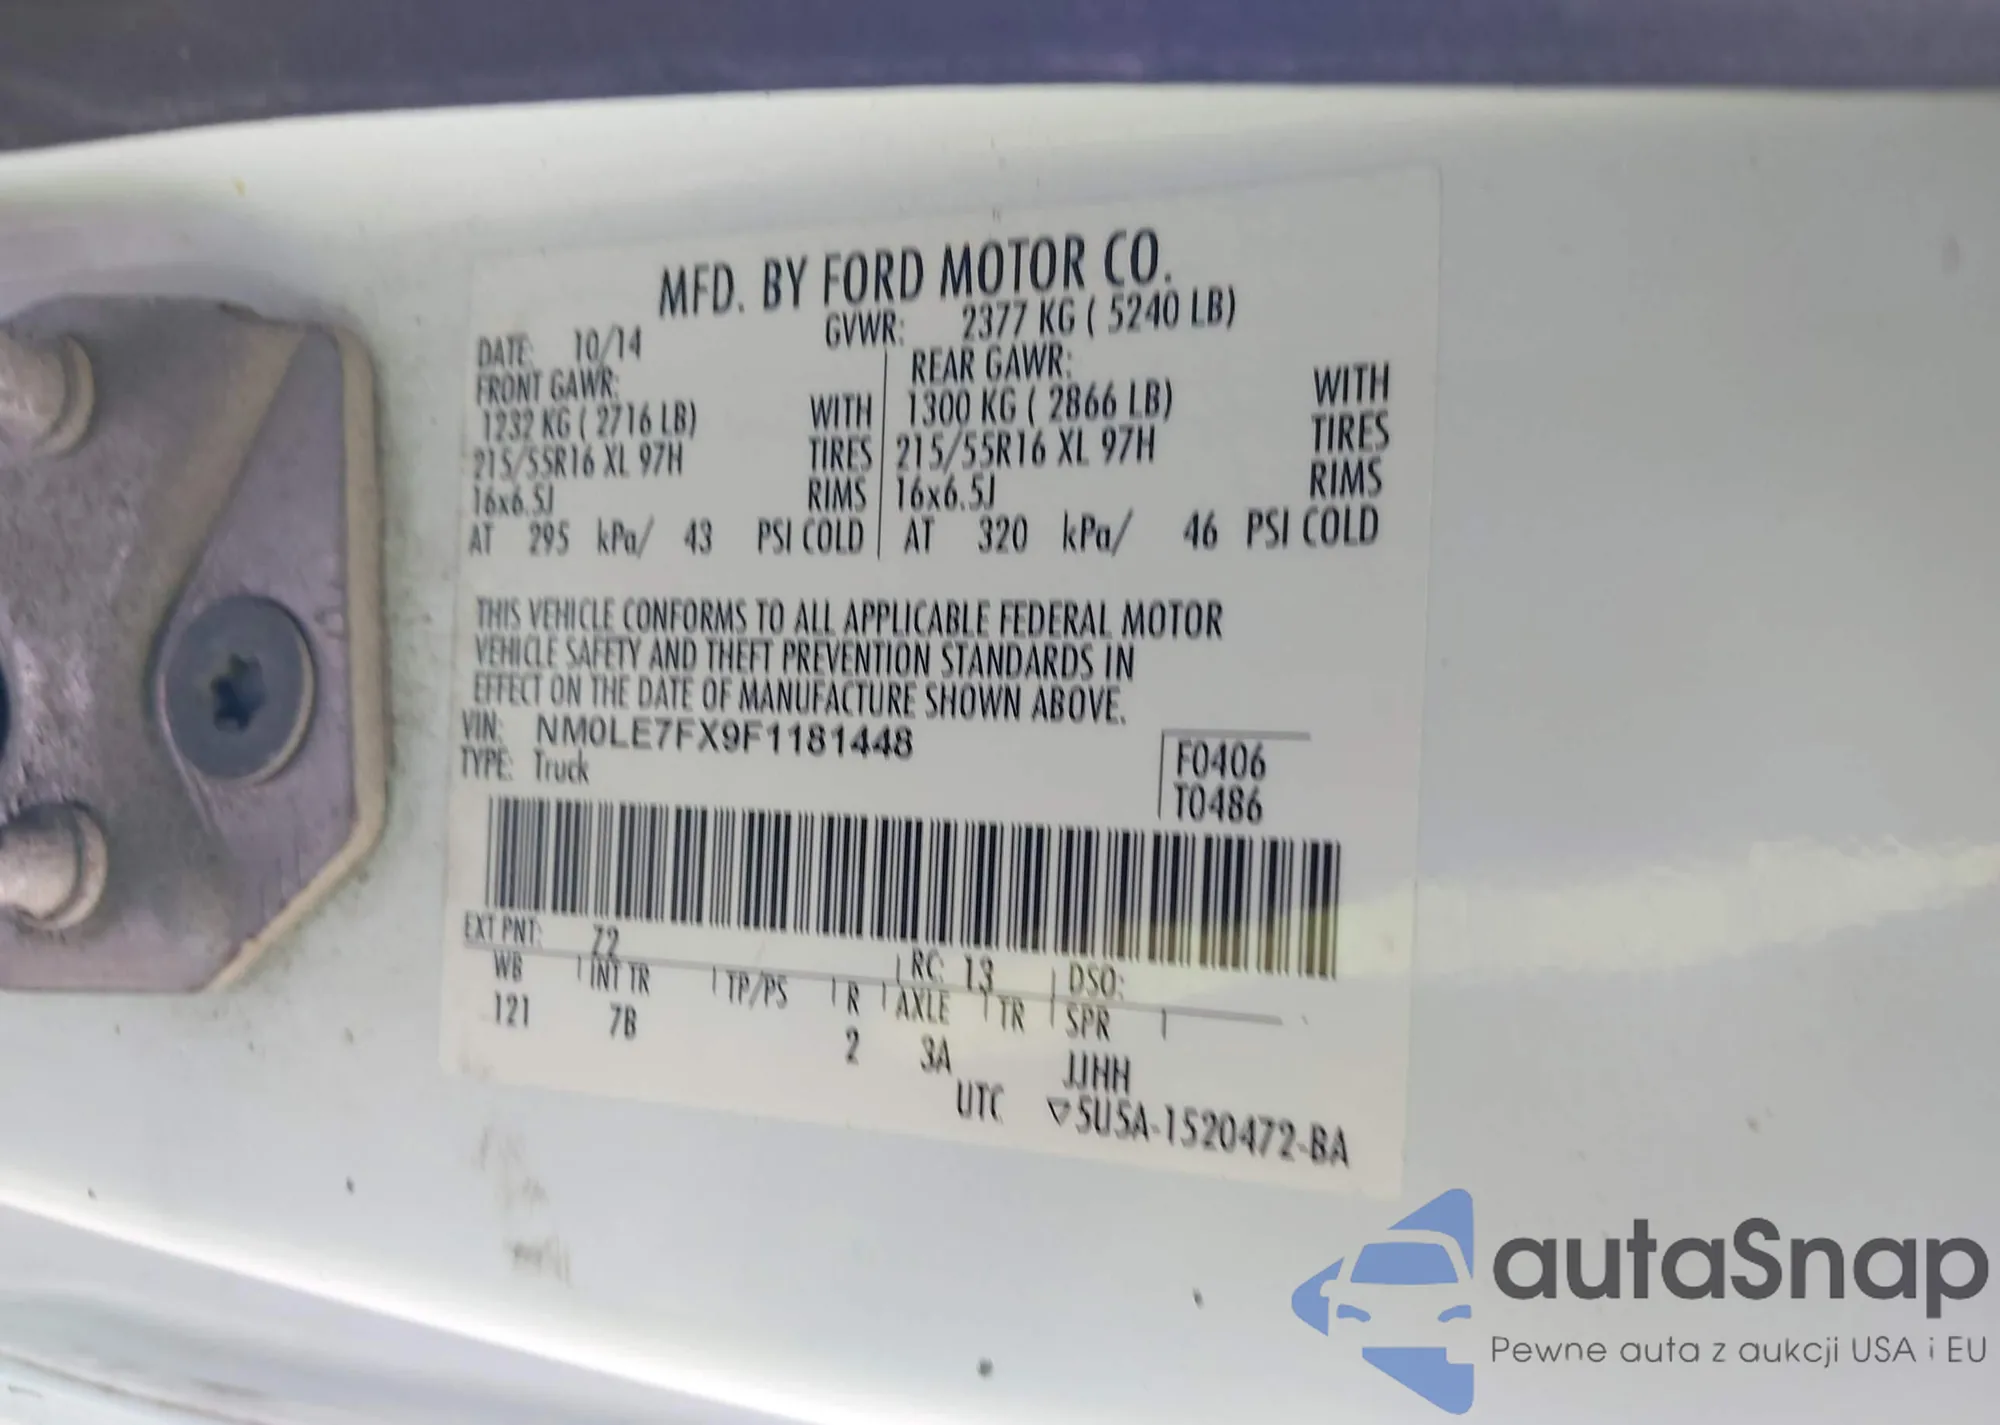 MFD. BY FORD MOTOR CO.
DATE: 10/14 GVWR: 2377 KG ( 5240 LB)
FRONT GAWR: REAR GAWR:
1232 KG ( 2716 LB) WITH 1300 KG ( 2866 LB) WITH
215/55R16 XL 97H TIRES 215/55R16 XL 97H TIRES
16x6.5J RIMS 16x6.5J RIMS
AT 295 kPa/ 43 PSI COLD AT 320 kPa/ 46 PSI COLD
THIS VEHICLE CONFORMS TO ALL APPLICABLE FEDERAL MOTOR
VEHICLE SAFETY AND THEFT PREVENTION STANDARDS IN
EFFECT ON THE DATE OF MANUFACTURE SHOWN ABOVE.
VIN: NM0LE7FX9F1181448
TYPE: Truck
F0406
T0486
EXT PNT: Z2 RC: 13 DSO:
WB INT TR TP/PS R AXLE TR SPR
121 7B 2 3A JJHH
UTC ▽5U5A-1520472-BA
autaSnap
Pewne auta z aukcji USA i EU